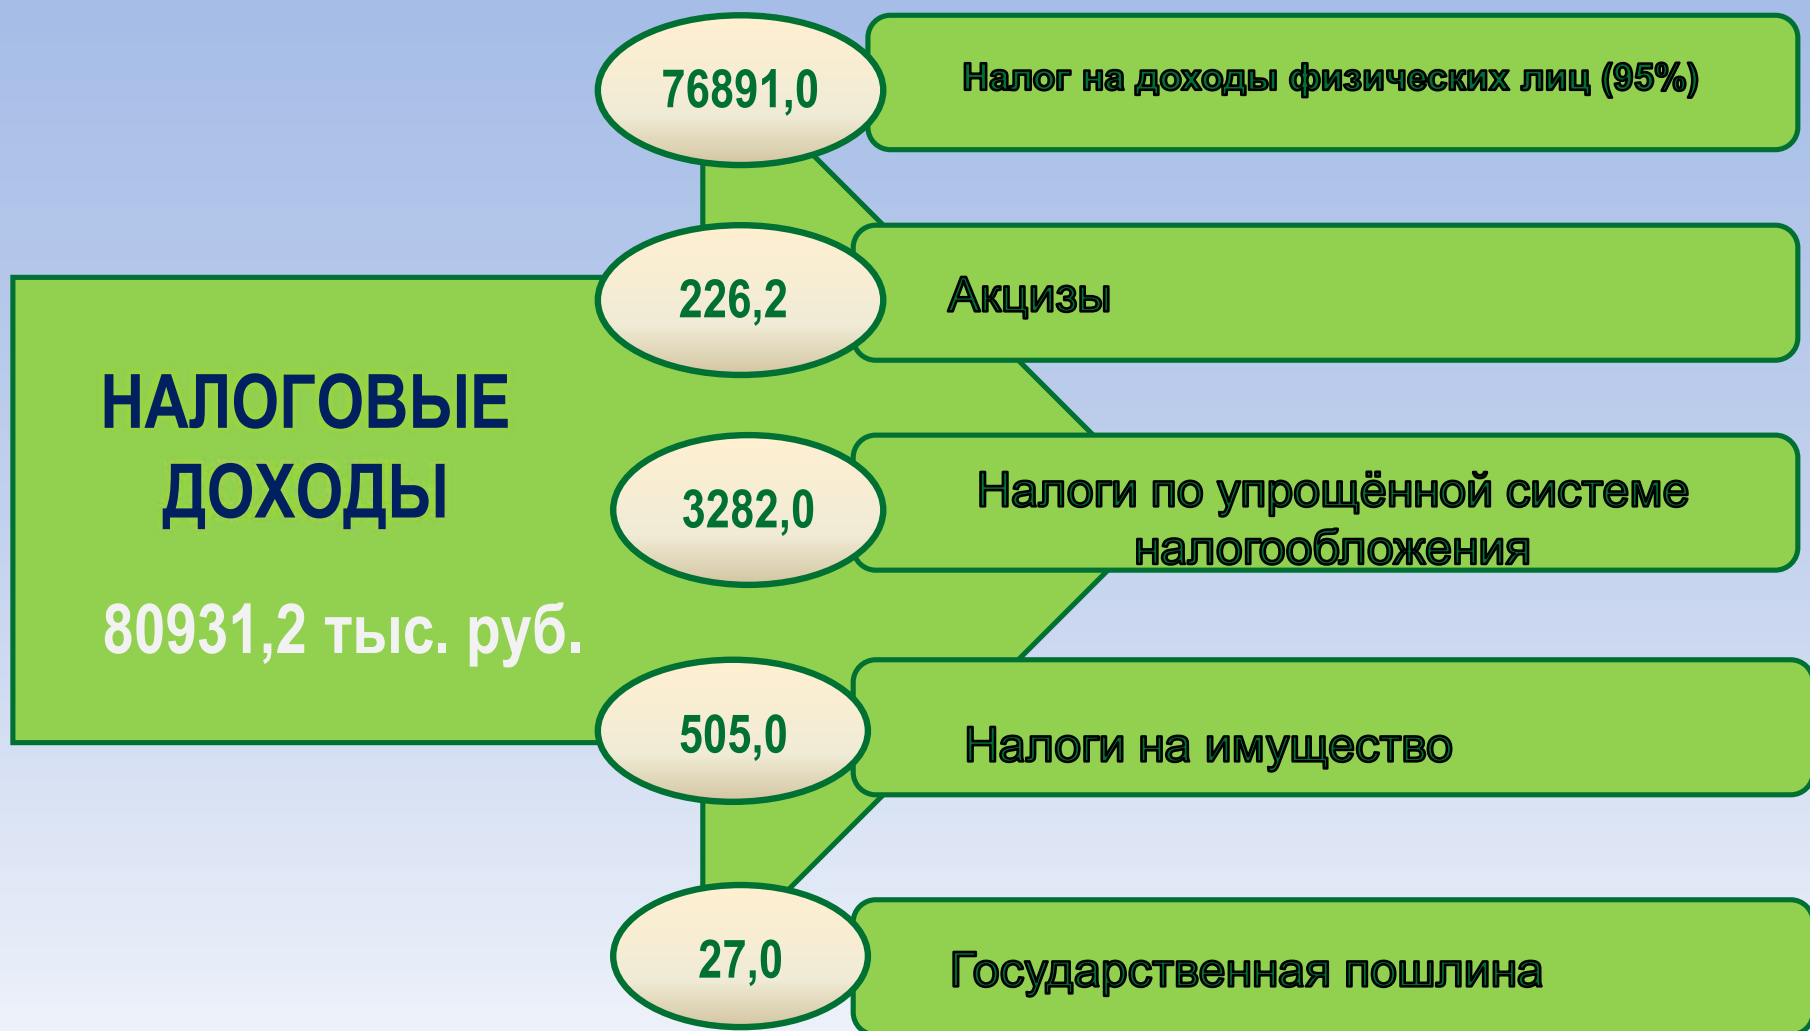 76891,0
Налог на доходы физических лиц (95%)
226,2
Акцизы
НАЛОГОВЫЕ
ДОХОДЫ
80931,2 тыс. руб.
3282,0
Налоги по упрощённой системе
налогообложения
505,0
Налоги на имущество
27,0
Государственная пошлина